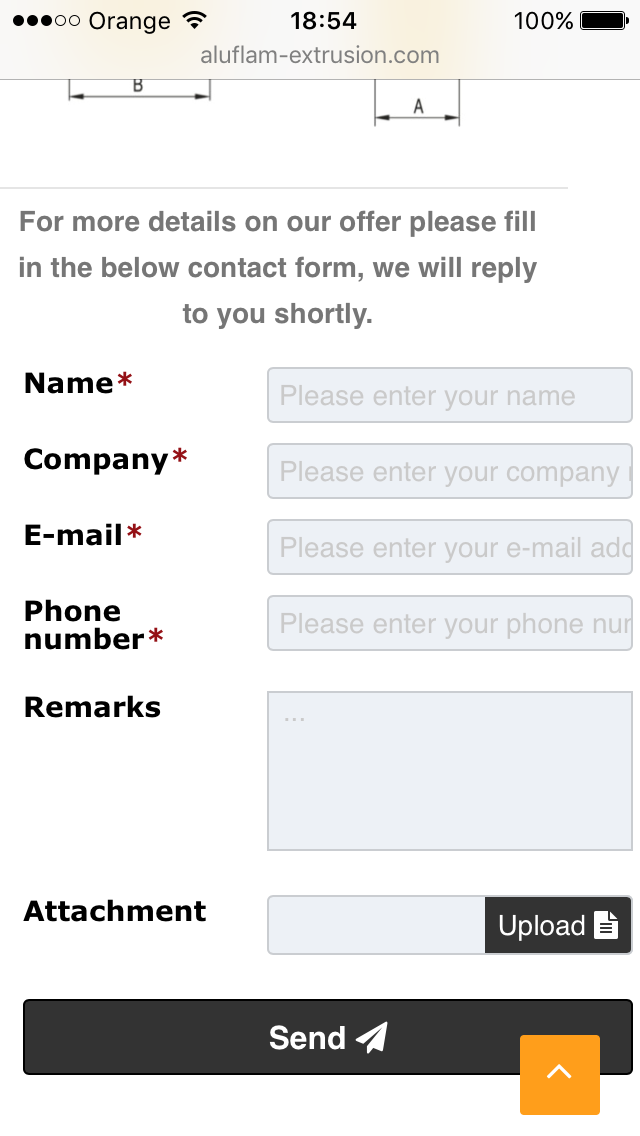 Orange 18:54 100%
aluflam-extrusion.com
B
A
For more details on our offer please fill
in the below contact form, we will reply
to you shortly.
Name*
Please enter your name
Company*
Please enter your company
E-mail*
Please enter your e-mail add
Phone
number*
Please enter your phone nu
Remarks
...
Attachment
Upload
Send